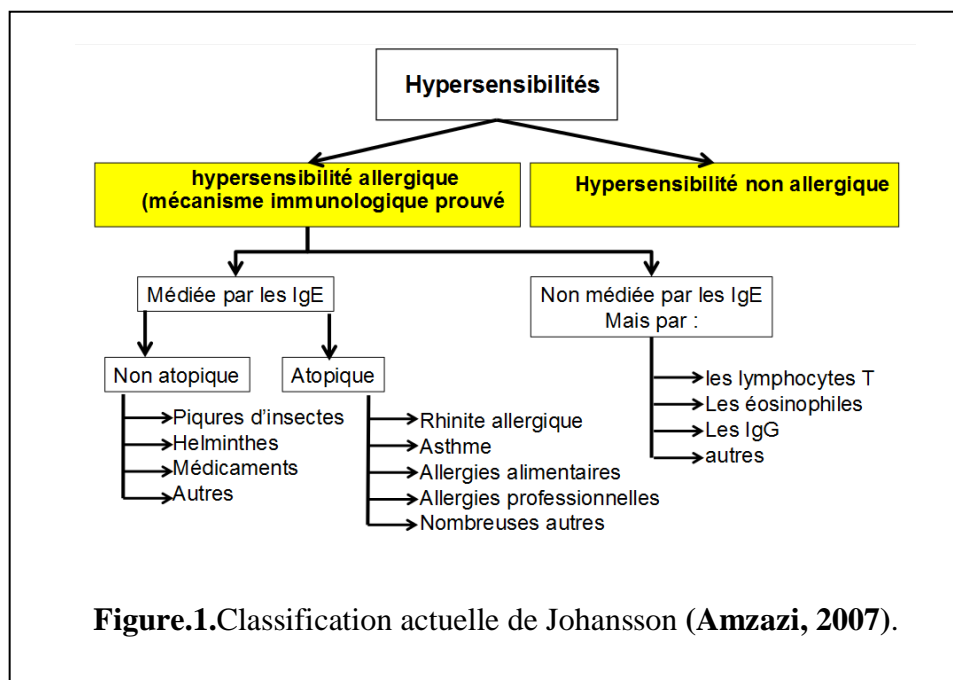 Hypersensibilités
hypersensibilité allergique
(mécanisme immunologique prouvé
Hypersensibilité non allergique
Médiée par les IgE
Non médiée par les IgE
Mais par :
Non atopique
Atopique
Piqures d'insectes
Helminthes
Médicaments
Autres
Rhinite allergique
Asthme
Allergies alimentaires
Allergies professionnelles
Nombreuses autres
les lymphocytes T
Les éosinophiles
Les IgG
autres
Figure.1.Classification actuelle de Johansson (Amzazi, 2007).